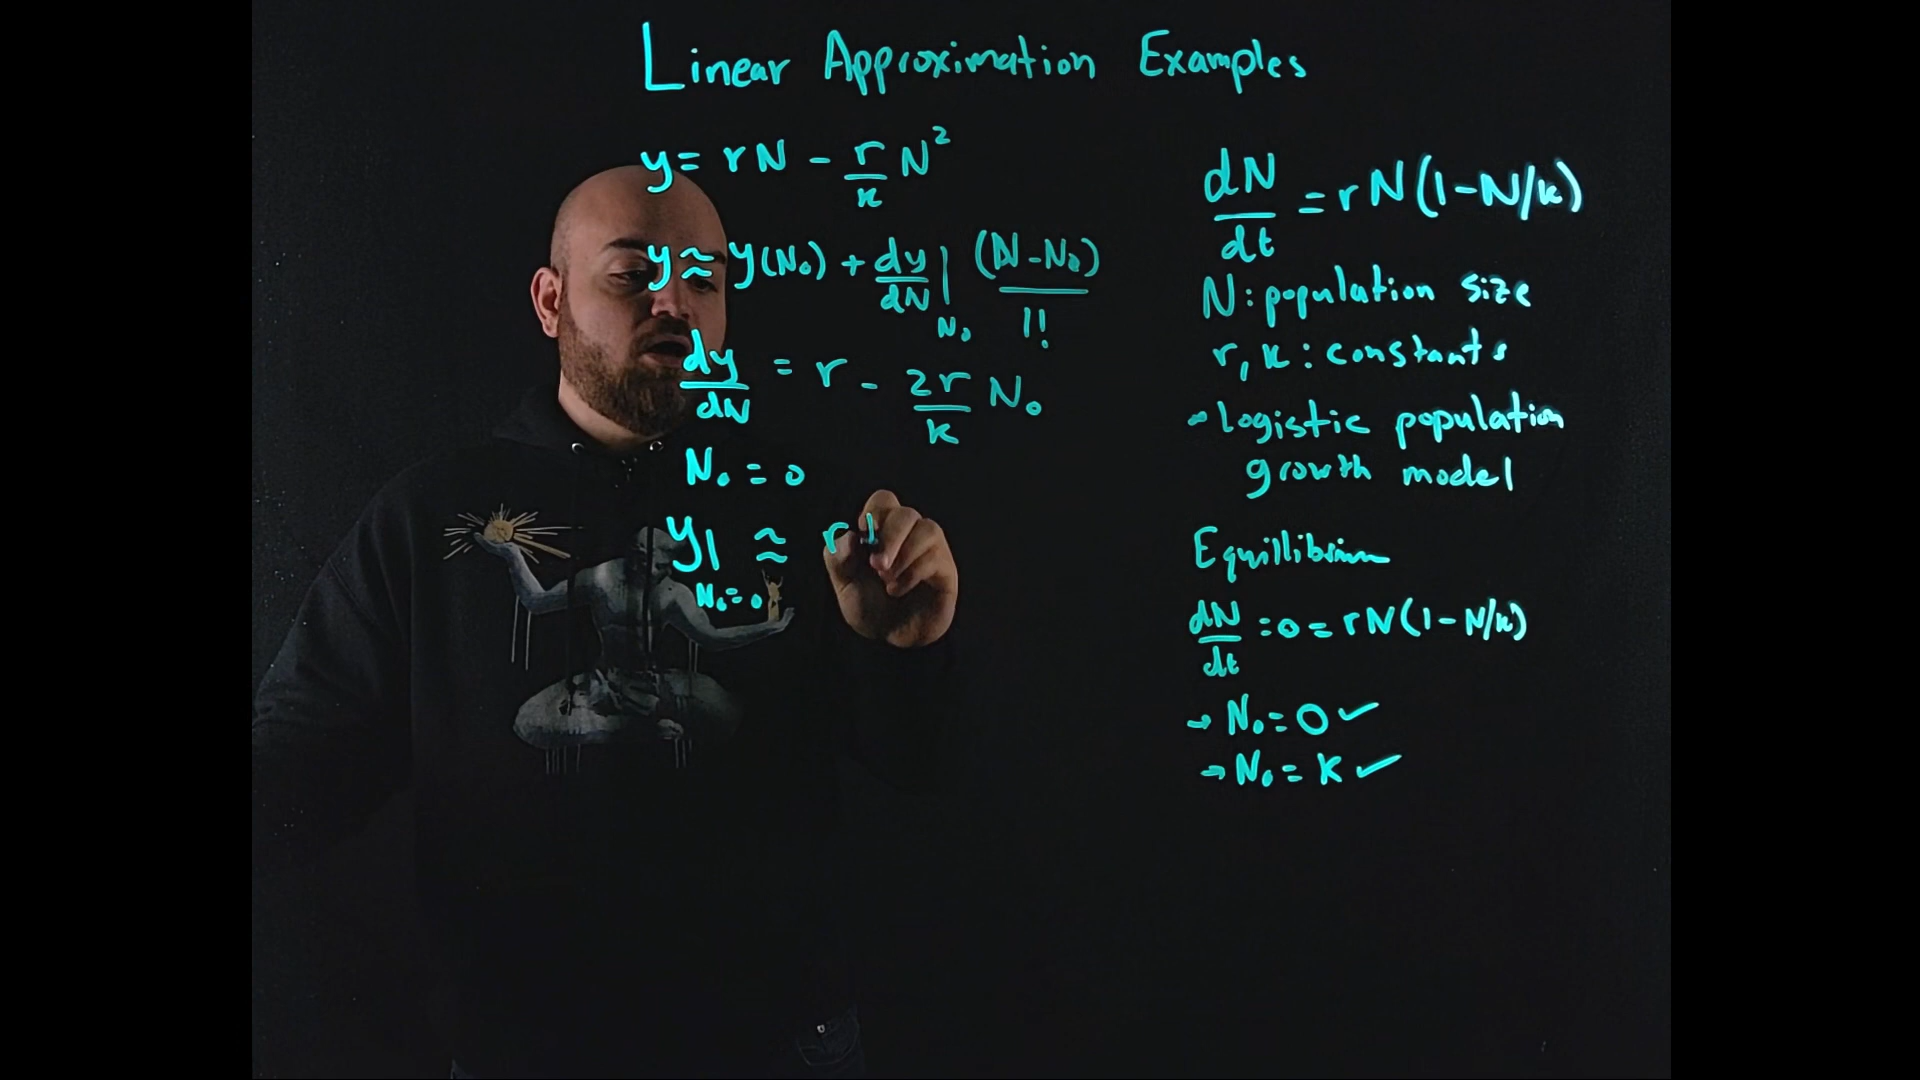 Linear Approximation Examples
y = rN - r/k N²
y ≈ y(N₀) + dy/dN |N₀ (N-N₀)/1!
dy/dN = r - 2r/k N₀
N₀ = 0
y|N₀=0 ≈ r
dN/dt = rN(1-N/k)
N: population size
r, k: constants
→ Logistic population
growth model
Equillibrium
dN/dt = 0 = rN(1-N/k)
→ N₀ = 0 ✓
→ N₀ = K ✓